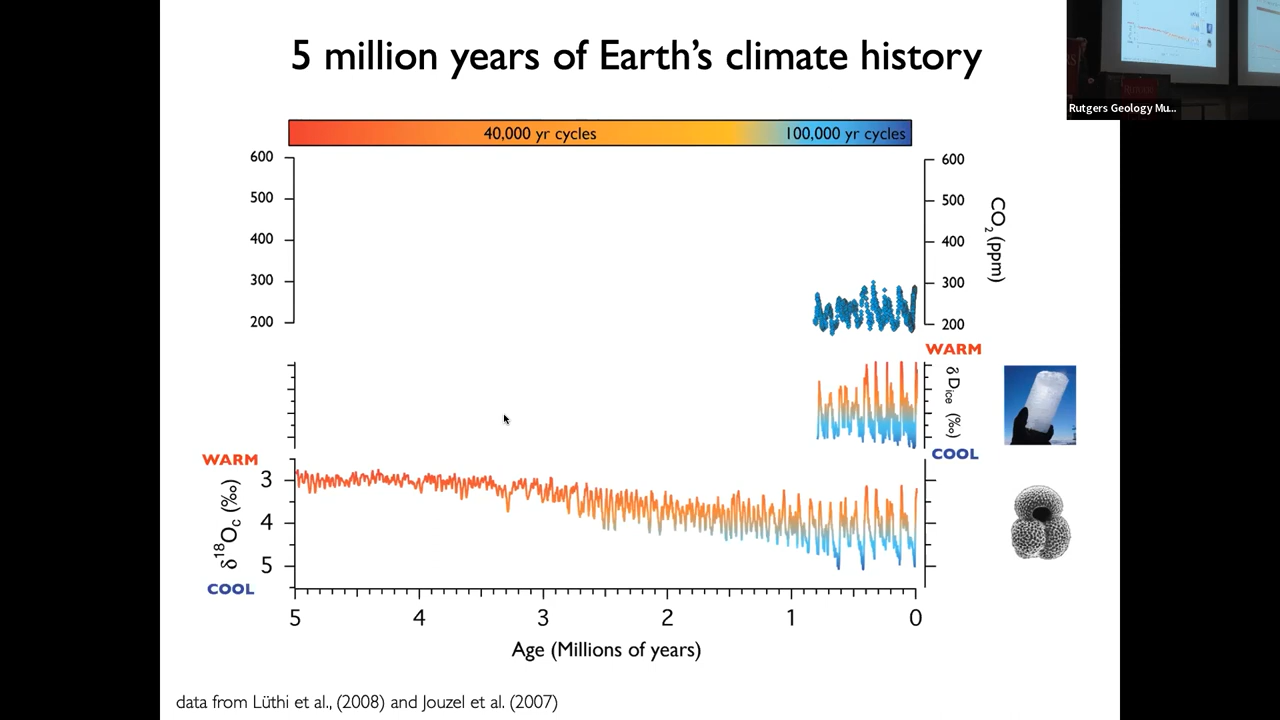 5 million years of Earth's climate history
Rutgers Geology Mu...
40,000 yr cycles
100,000 yr cycles
600
500
400
300
200
600
500
400
300
200
CO2 (ppm)
WARM
δDice (‰)
COOL
WARM
3
4
5
δ18OC (‰)
COOL
5
4
3
2
1
0
Age (Millions of years)
data from Lüthi et al., (2008) and Jouzel et al. (2007)